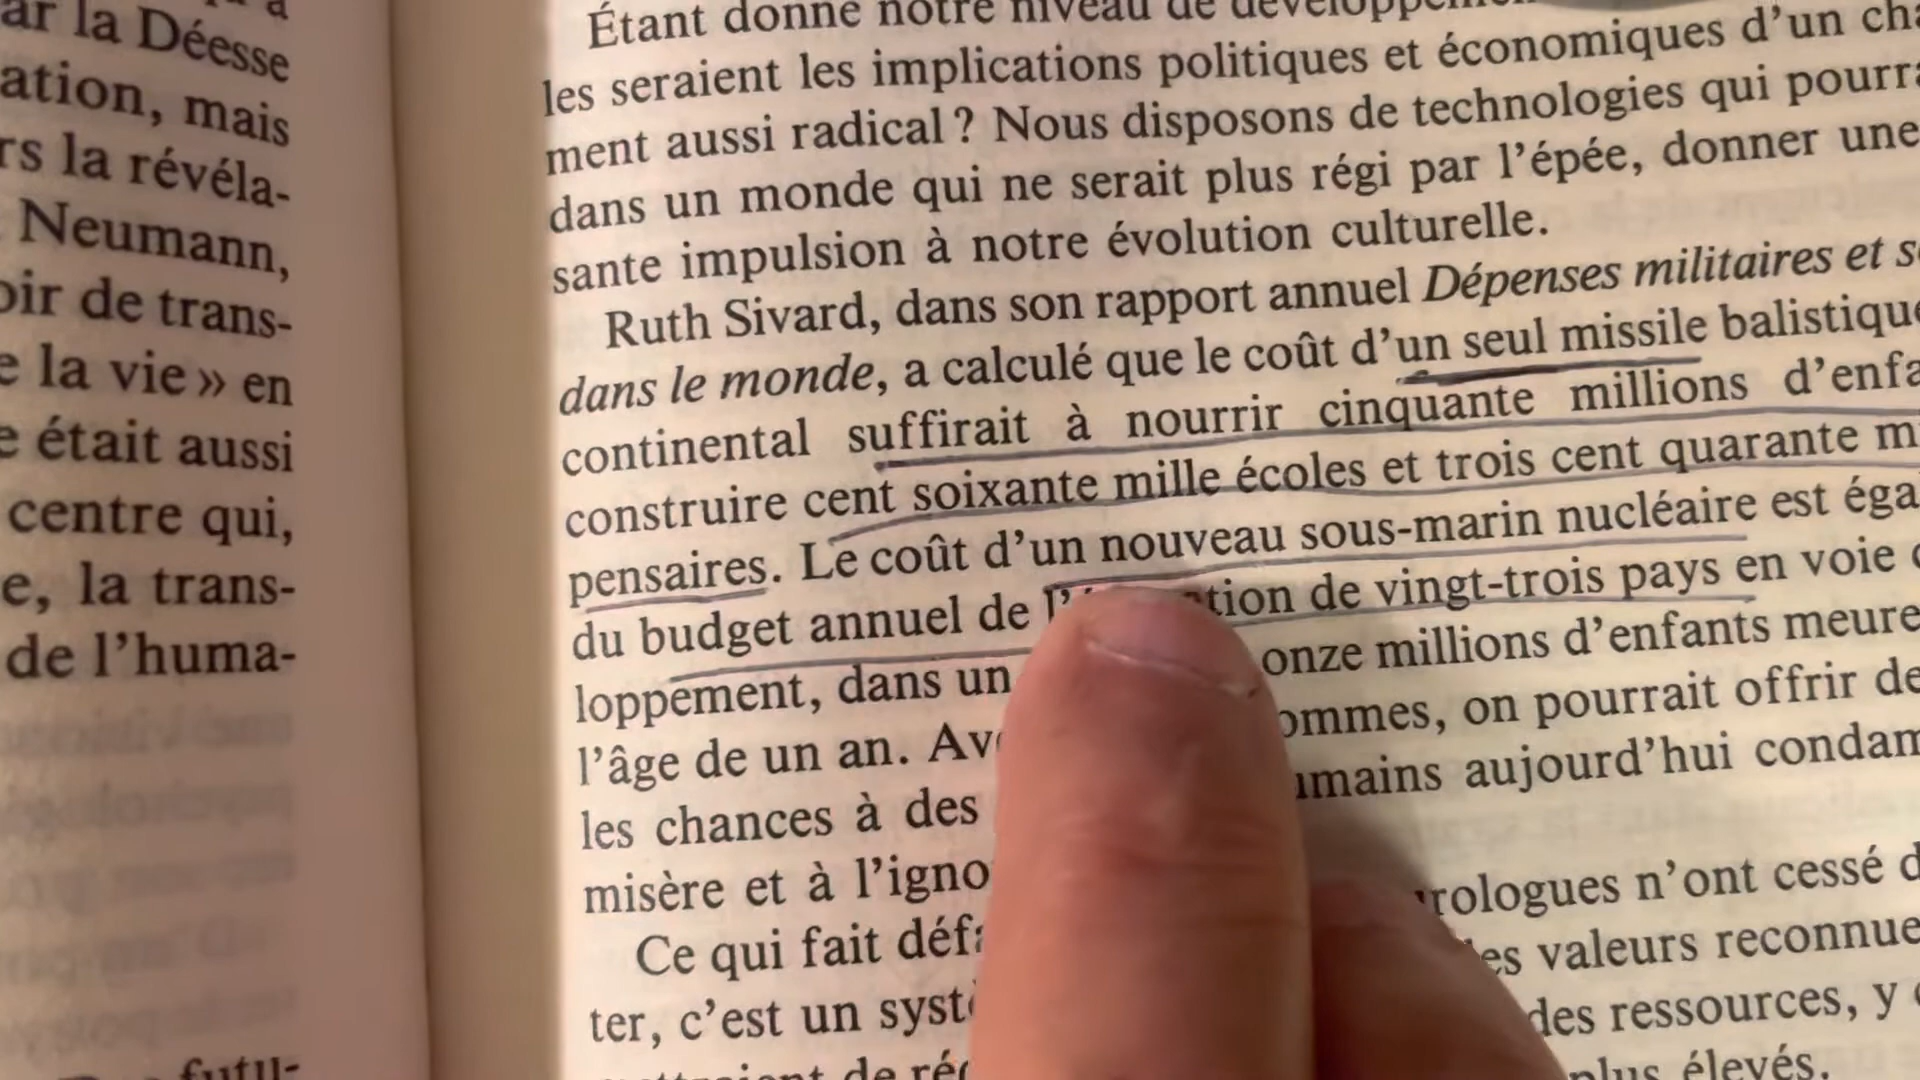 ar la Déesse
ation, mais
rs la révéla-
Neumann,
oir de trans-
e la vie » en
e était aussi
centre qui,
e, la trans-
de l'huma-
futu-
Étant donné notre niveau de développem
les seraient les implications politiques et économiques d'un cha
ment aussi radical ? Nous disposons de technologies qui pourra
dans un monde qui ne serait plus régi par l'épée, donner une
sante impulsion à notre évolution culturelle.
Ruth Sivard, dans son rapport annuel Dépenses militaires et s
dans le monde, a calculé que le coût d'un seul missile balistique
continental suffirait à nourrir cinquante millions d'enfa
construire cent soixante mille écoles et trois cent quarante mi
pensaires. Le coût d'un nouveau sous-marin nucléaire est éga
du budget annuel de l' tion de vingt-trois pays en voie
loppement, dans un onze millions d'enfants meure
l'âge de un an. Av ommes, on pourrait offrir de
les chances à des umains aujourd'hui condam
misère et à l'igno
Ce qui fait défa rologues n'ont cessé d
ter, c'est un syst es valeurs reconnue
de ré des ressources, y
plus élevés.